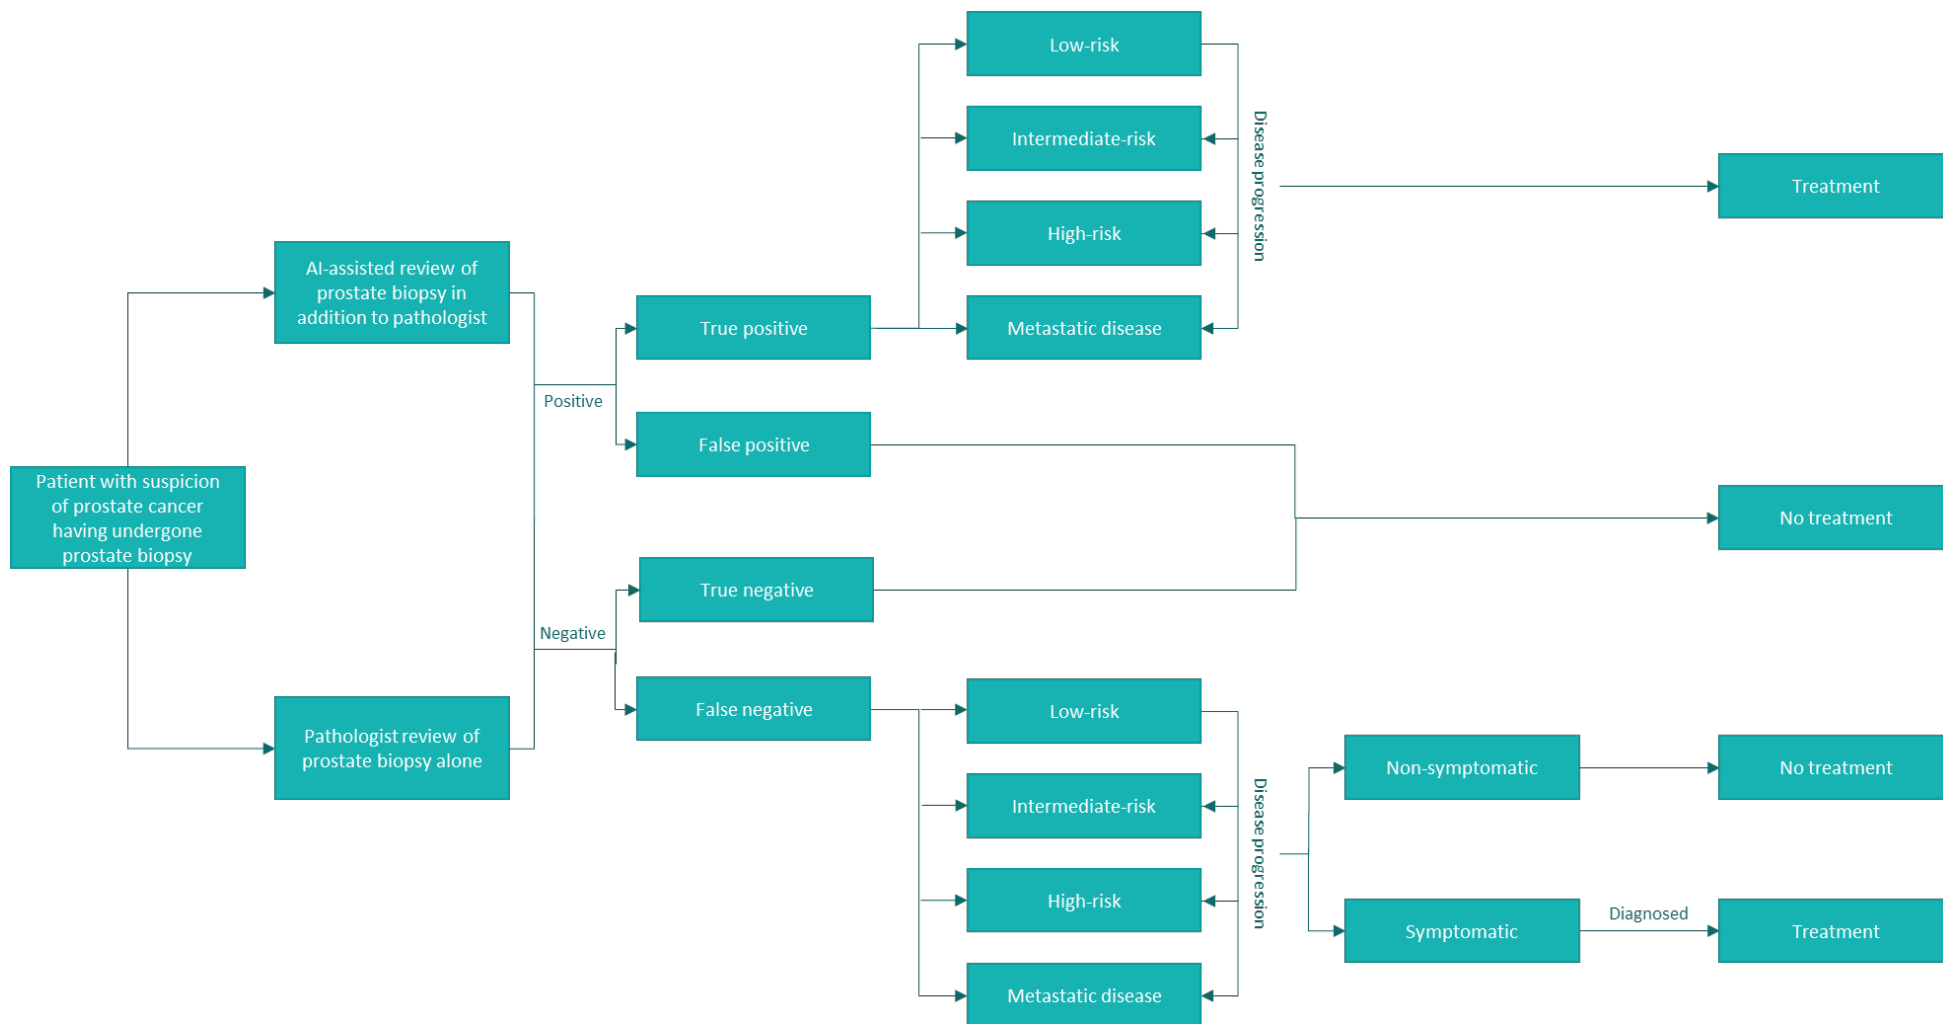 Low-risk
Intermediate-risk
High-risk
Metastatic disease
Disease progression
Treatment
AI-assisted review of
prostate biopsy in
addition to pathologist
True positive
Positive
False positive
Patient with suspicion
of prostate cancer
having undergone
prostate biopsy
No treatment
True negative
Negative
False negative
Pathologist review of
prostate biopsy alone
Low-risk
Intermediate-risk
High-risk
Metastatic disease
Disease progression
Non-symptomatic
No treatment
Symptomatic
Diagnosed
Treatment